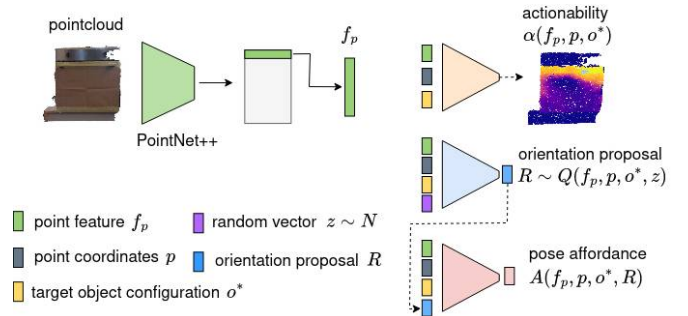 pointcloud
PointNet++
f_p
actionability
α(f_p, p, o*)
orientation proposal
R ∼ Q(f_p, p, o*, z)
pose affordance
A(f_p, p, o*, R)
point feature f_p
random vector z ∼ N
point coordinates p
orientation proposal R
target object configuration o*